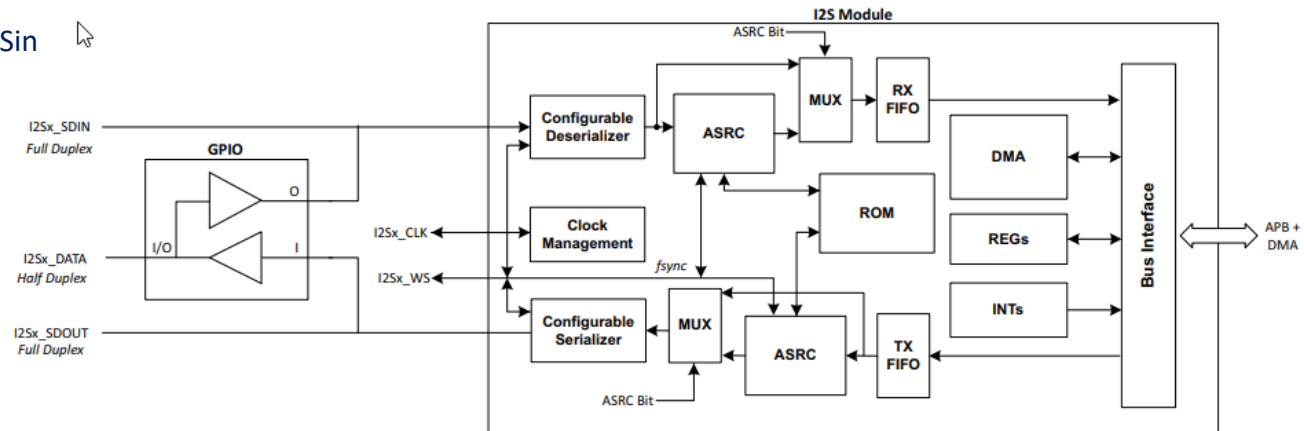 I2S Module
Sin
ASRC Bit
MUX
RX
FIFO
I2Sx_SDIN
Full Duplex
Configurable
Deserializer
ASRC
GPIO
O
DMA
I2Sx_CLK
Clock
Management
ROM
Bus Interface
I/O
I
I2Sx_DATA
Half Duplex
REGs
APB +
DMA
fsync
I2Sx_WS
INTs
I2Sx_SDOUT
Full Duplex
Configurable
Serializer
MUX
ASRC
TX
FIFO
ASRC Bit